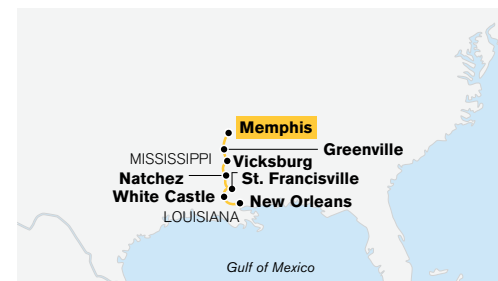 Memphis
Greenville
MISSISSIPPI
Vicksburg
Natchez
St. Francisville
White Castle
New Orleans
LOUISIANA
Gulf of Mexico